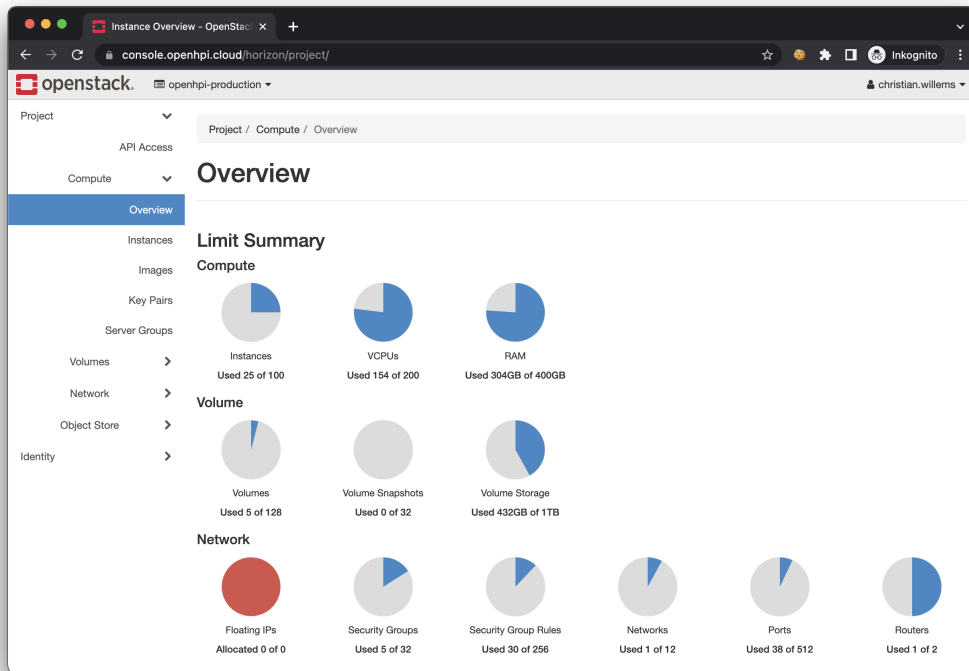 Instance Overview - OpenStac
console.openhpi.cloud/horizon/project/
Inkognito
openstack.
openhpi-production
christian.willems
Project
API Access
Compute
Overview
Instances
Images
Key Pairs
Server Groups
Volumes
Network
Object Store
Identity
Project / Compute / Overview
Overview
Limit Summary
Compute
Instances VCPUs RAM
Used 25 of 100 Used 154 of 200 Used 304GB of 400GB
Volume
Volumes Volume Snapshots Volume Storage
Used 5 of 128 Used 0 of 32 Used 432GB of 1TB
Network
Floating IPs Security Groups Security Group Rules Networks Ports Routers
Allocated 0 of 0 Used 5 of 32 Used 30 of 256 Used 1 of 12 Used 38 of 512 Used 1 of 2